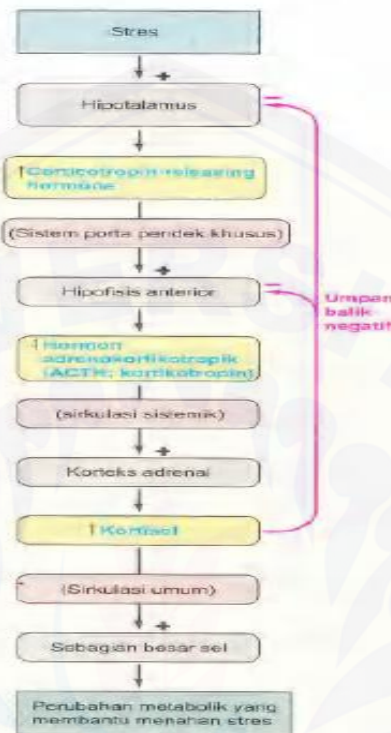 Stres
+
Hipotalamus
−
↑Corticotropin-releasing
hormone
(Sistem porta pendek khusus)
+
Hipofisis anterior
−
Umpan
balik
negatif
↑Hormon
adrenokortikotropik
(ACTH; kortikotropin)
(sirkulasi sistemik)
+
Korteks adrenal
↑Kortisol
(Sirkulasi umum)
+
Sebagian besar sel
Perubahan metabolik yang
membantu menahan stres